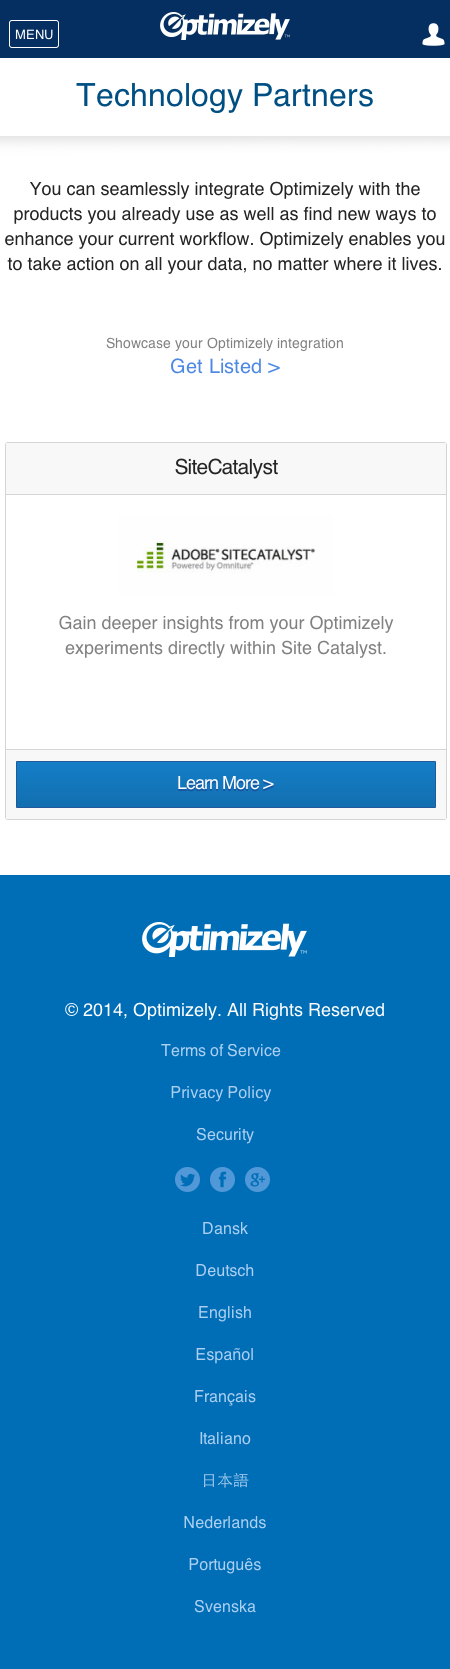 MENU
Optimizely
Technology Partners
You can seamlessly integrate Optimizely with the
products you already use as well as find new ways to
enhance your current workflow. Optimizely enables you
to take action on all your data, no matter where it lives.
Showcase your Optimizely integration
Get Listed >
SiteCatalyst
ADOBE® SITECATALYST®
Powered by Omniture®
Gain deeper insights from your Optimizely
experiments directly within Site Catalyst.
Learn More >
Optimizely™
© 2014, Optimizely. All Rights Reserved
Terms of Service
Privacy Policy
Security
Dansk
Deutsch
English
Español
Français
Italiano
日本語
Nederlands
Português
Svenska